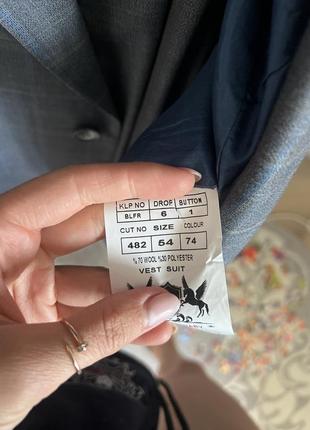 KLP NO DROP BUTTON
BLFR 6 1
CUT NO SIZE COLOUR
482 54 74
% 70 WOOL %30 POLYESTER
VEST SUIT